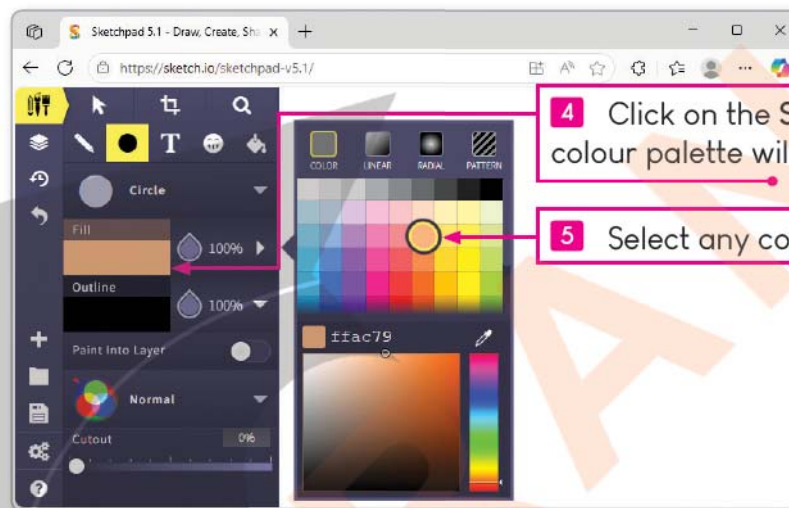 Sketchpad 5.1 - Draw, Create, Sh
https://sketch.io/sketchpad-v5.1/
4 Click on the S
colour palette wil
5 Select any co
COLOR LINEAR RADIAL PATTERN
T
Circle
Fill
100%
Outline
100%
Paint Into Layer
ffac79
Normal
Cutout 0%